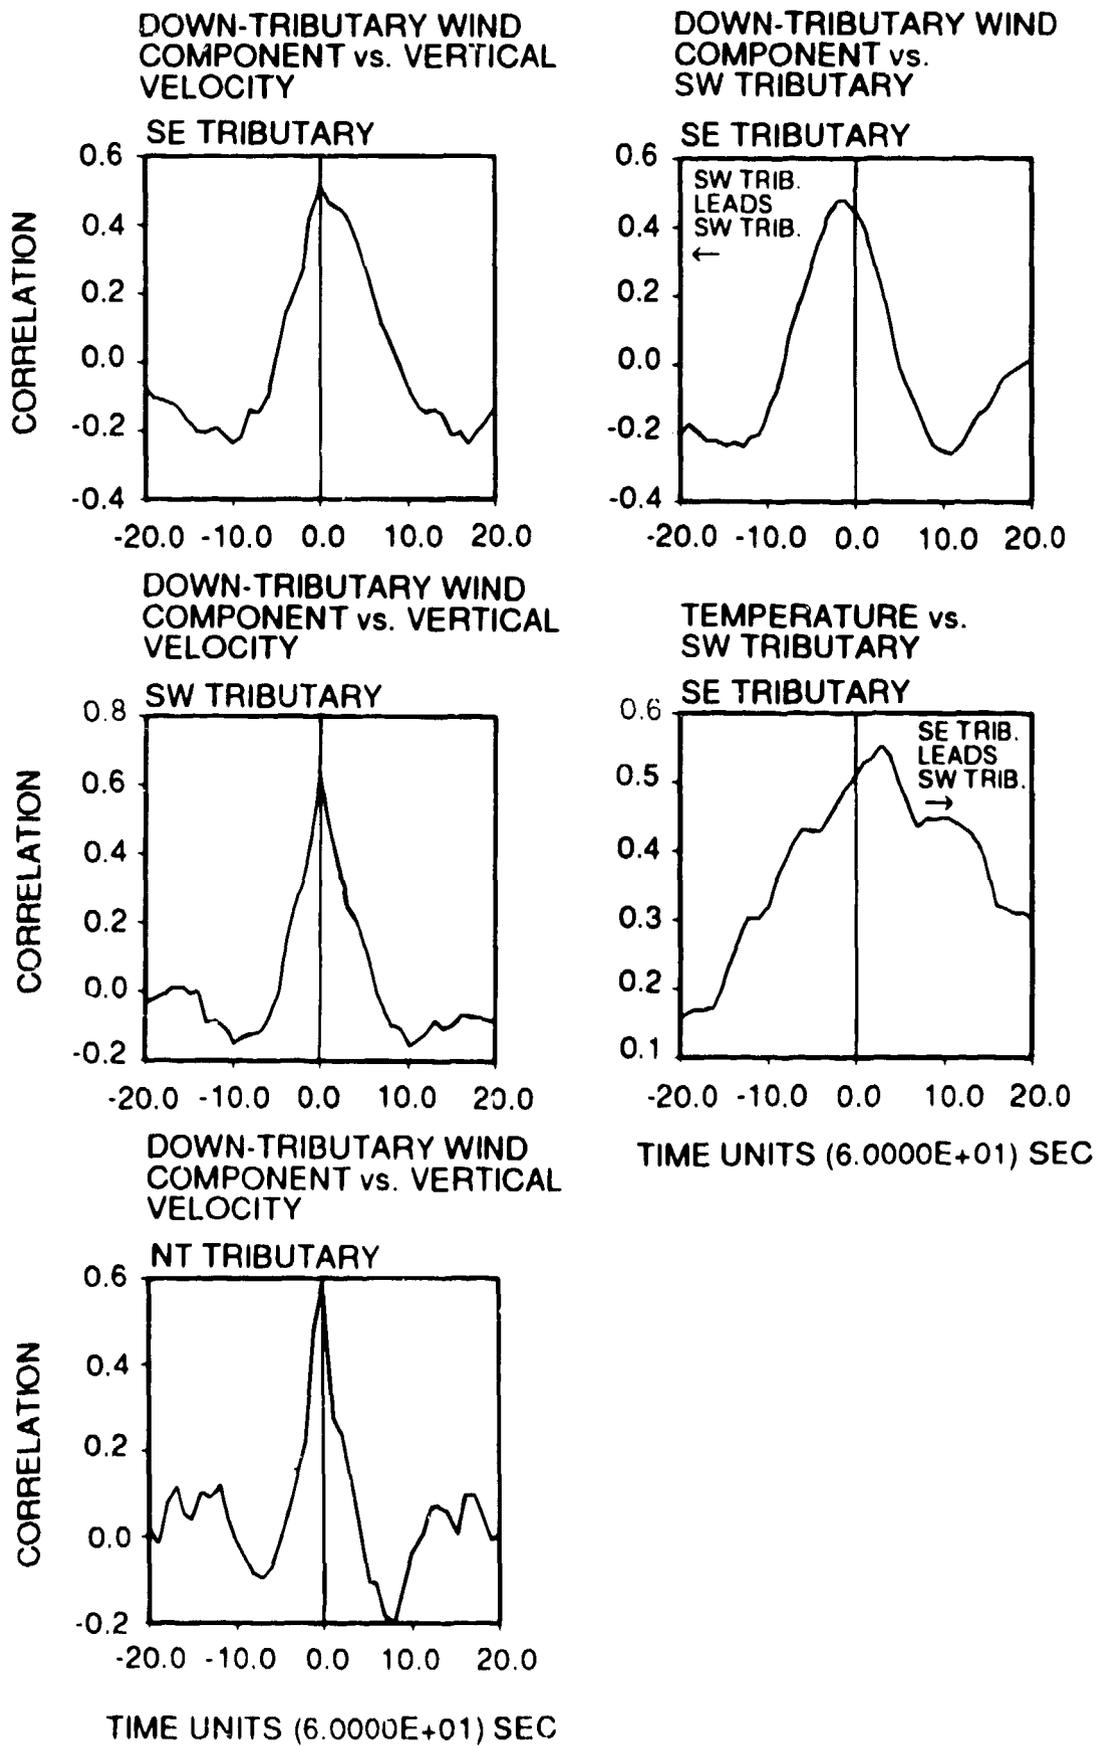 DOWN-TRIBUTARY WIND
COMPONENT vs. VERTICAL
VELOCITY
SE TRIBUTARY
0.6
0.4
0.2
0.0
-0.2
-0.4
CORRELATION
-20.0 -10.0 0.0 10.0 20.0
DOWN-TRIBUTARY WIND
COMPONENT vs.
SW TRIBUTARY
SE TRIBUTARY
0.6
0.4
0.2
0.0
-0.2
-0.4
SW TRIB.
LEADS
SW TRIB.
←
-20.0 -10.0 0.0 10.0 20.0
DOWN-TRIBUTARY WIND
COMPONENT vs. VERTICAL
VELOCITY
SW TRIBUTARY
0.8
0.6
0.4
0.2
0.0
-0.2
CORRELATION
-20.0 -10.0 0.0 10.0 20.0
TEMPERATURE vs.
SW TRIBUTARY
SE TRIBUTARY
0.6
0.5
0.4
0.3
0.2
0.1
SE TRIB.
LEADS
SW TRIB.
→
-20.0 -10.0 0.0 10.0 20.0
TIME UNITS (6.0000E+01) SEC
DOWN-TRIBUTARY WIND
COMPONENT vs. VERTICAL
VELOCITY
NT TRIBUTARY
0.6
0.4
0.2
0.0
-0.2
CORRELATION
-20.0 -10.0 0.0 10.0 20.0
TIME UNITS (6.0000E+01) SEC